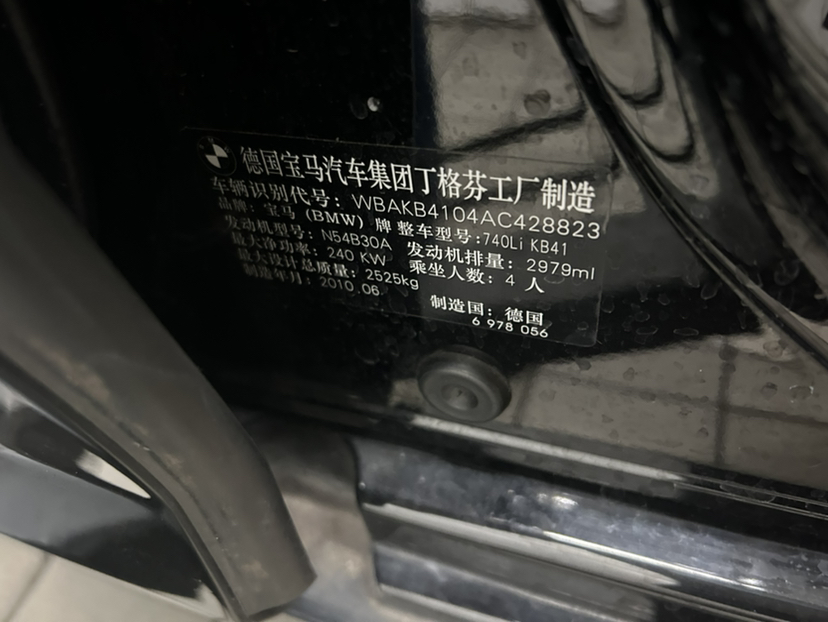 德国宝马汽车集团丁格芬工厂制造
车辆识别代号：WBAKB4104AC428823
品牌：宝马（BMW）牌 整车型号:740Li KB41
发动机型号：N54B30A 发动机排量：2979ml
最大净功率：240 KW 乘坐人数：4 人
最大设计总质量：2525kg
制造年月：2010.06.
制造国：德国
6 978 056